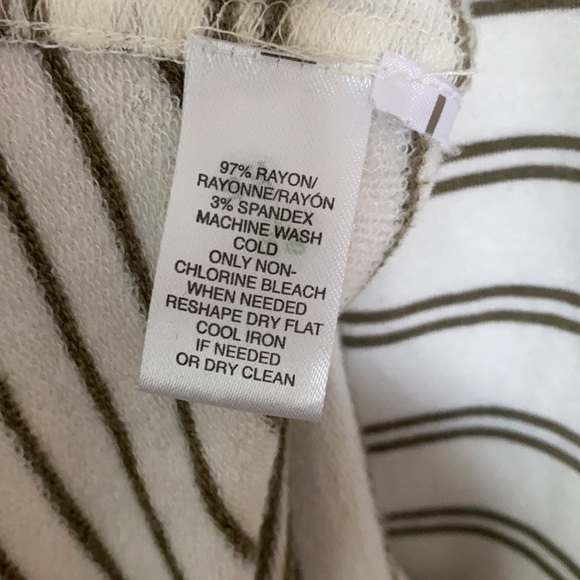 97% RAYON/
RAYONNE/RAYÓN
3% SPANDEX
MACHINE WASH
COLD
ONLY NON-
CHLORINE BLEACH
WHEN NEEDED
RESHAPE DRY FLAT
COOL IRON
IF NEEDED
OR DRY CLEAN